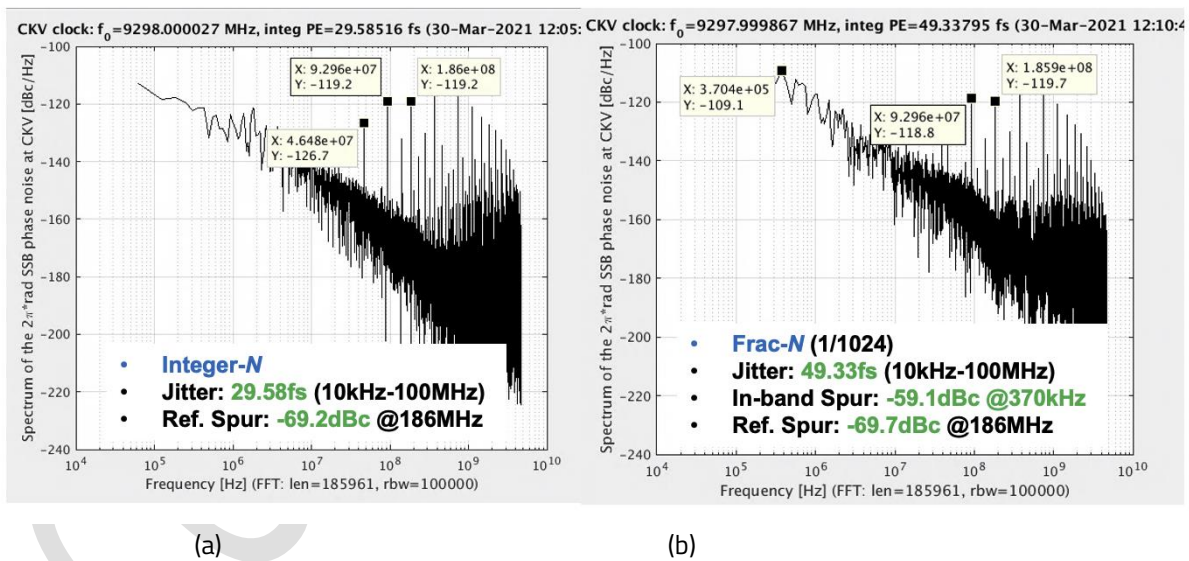 CKV clock: f0=9298.000027 MHz, integ PE=29.58516 fs (30-Mar-2021 12:05:
Spectrum of the 2π*rad SSB phase noise at CKV [dBc/Hz]
-100
-120
-140
-160
-180
-200
-220
-240
X: 9.296e+07
Y: -119.2
X: 1.86e+08
Y: -119.2
X: 4.648e+07
Y: -126.7
• Integer-N
• Jitter: 29.58fs (10kHz-100MHz)
• Ref. Spur: -69.2dBc @186MHz
10^4 10^5 10^6 10^7 10^8 10^9 10^10
Frequency [Hz] (FFT: len=185961, rbw=100000)
(a)
CKV clock: f0=9297.999867 MHz, integ PE=49.33795 fs (30-Mar-2021 12:10:4
Spectrum of the 2π*rad SSB phase noise at CKV [dBc/Hz]
-100
-120
-140
-160
-180
-200
-220
-240
X: 3.704e+05
Y: -109.1
X: 1.859e+08
Y: -119.7
X: 9.296e+07
Y: -118.8
• Frac-N (1/1024)
• Jitter: 49.33fs (10kHz-100MHz)
• In-band Spur: -59.1dBc @370kHz
• Ref. Spur: -69.7dBc @186MHz
10^4 10^5 10^6 10^7 10^8 10^9 10^10
Frequency [Hz] (FFT: len=185961, rbw=100000)
(b)